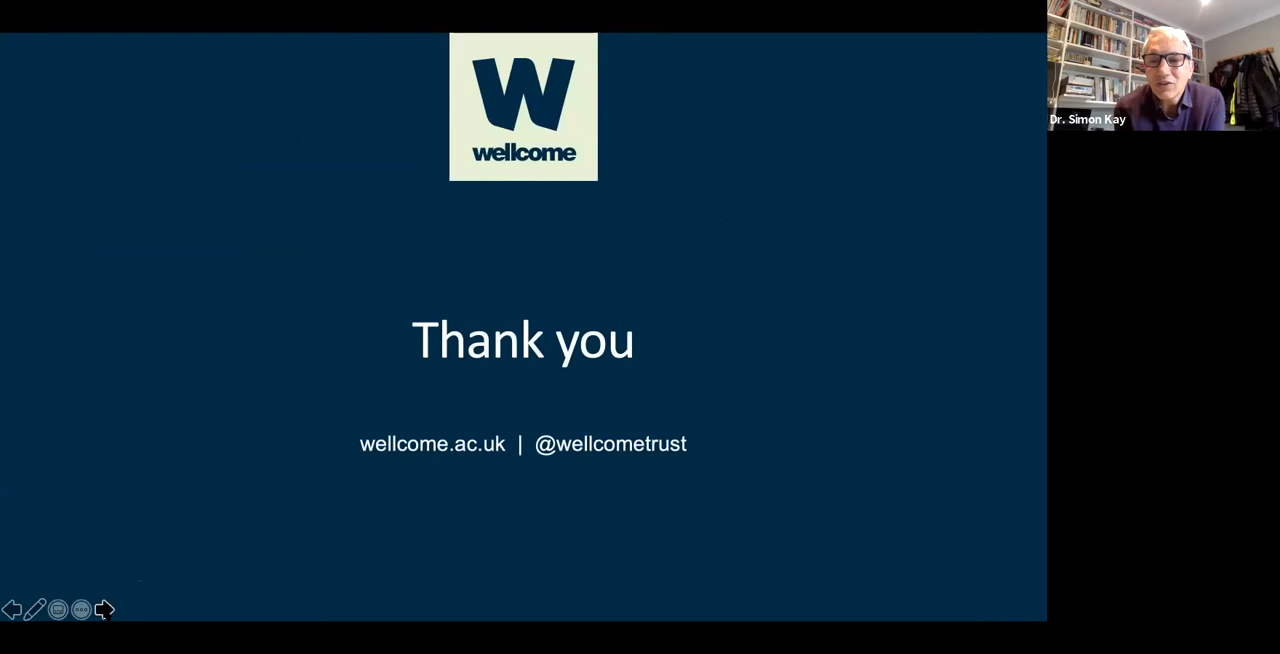 W
wellcome
Dr. Simon Kay
Thank you
wellcome.ac.uk | @wellcometrust